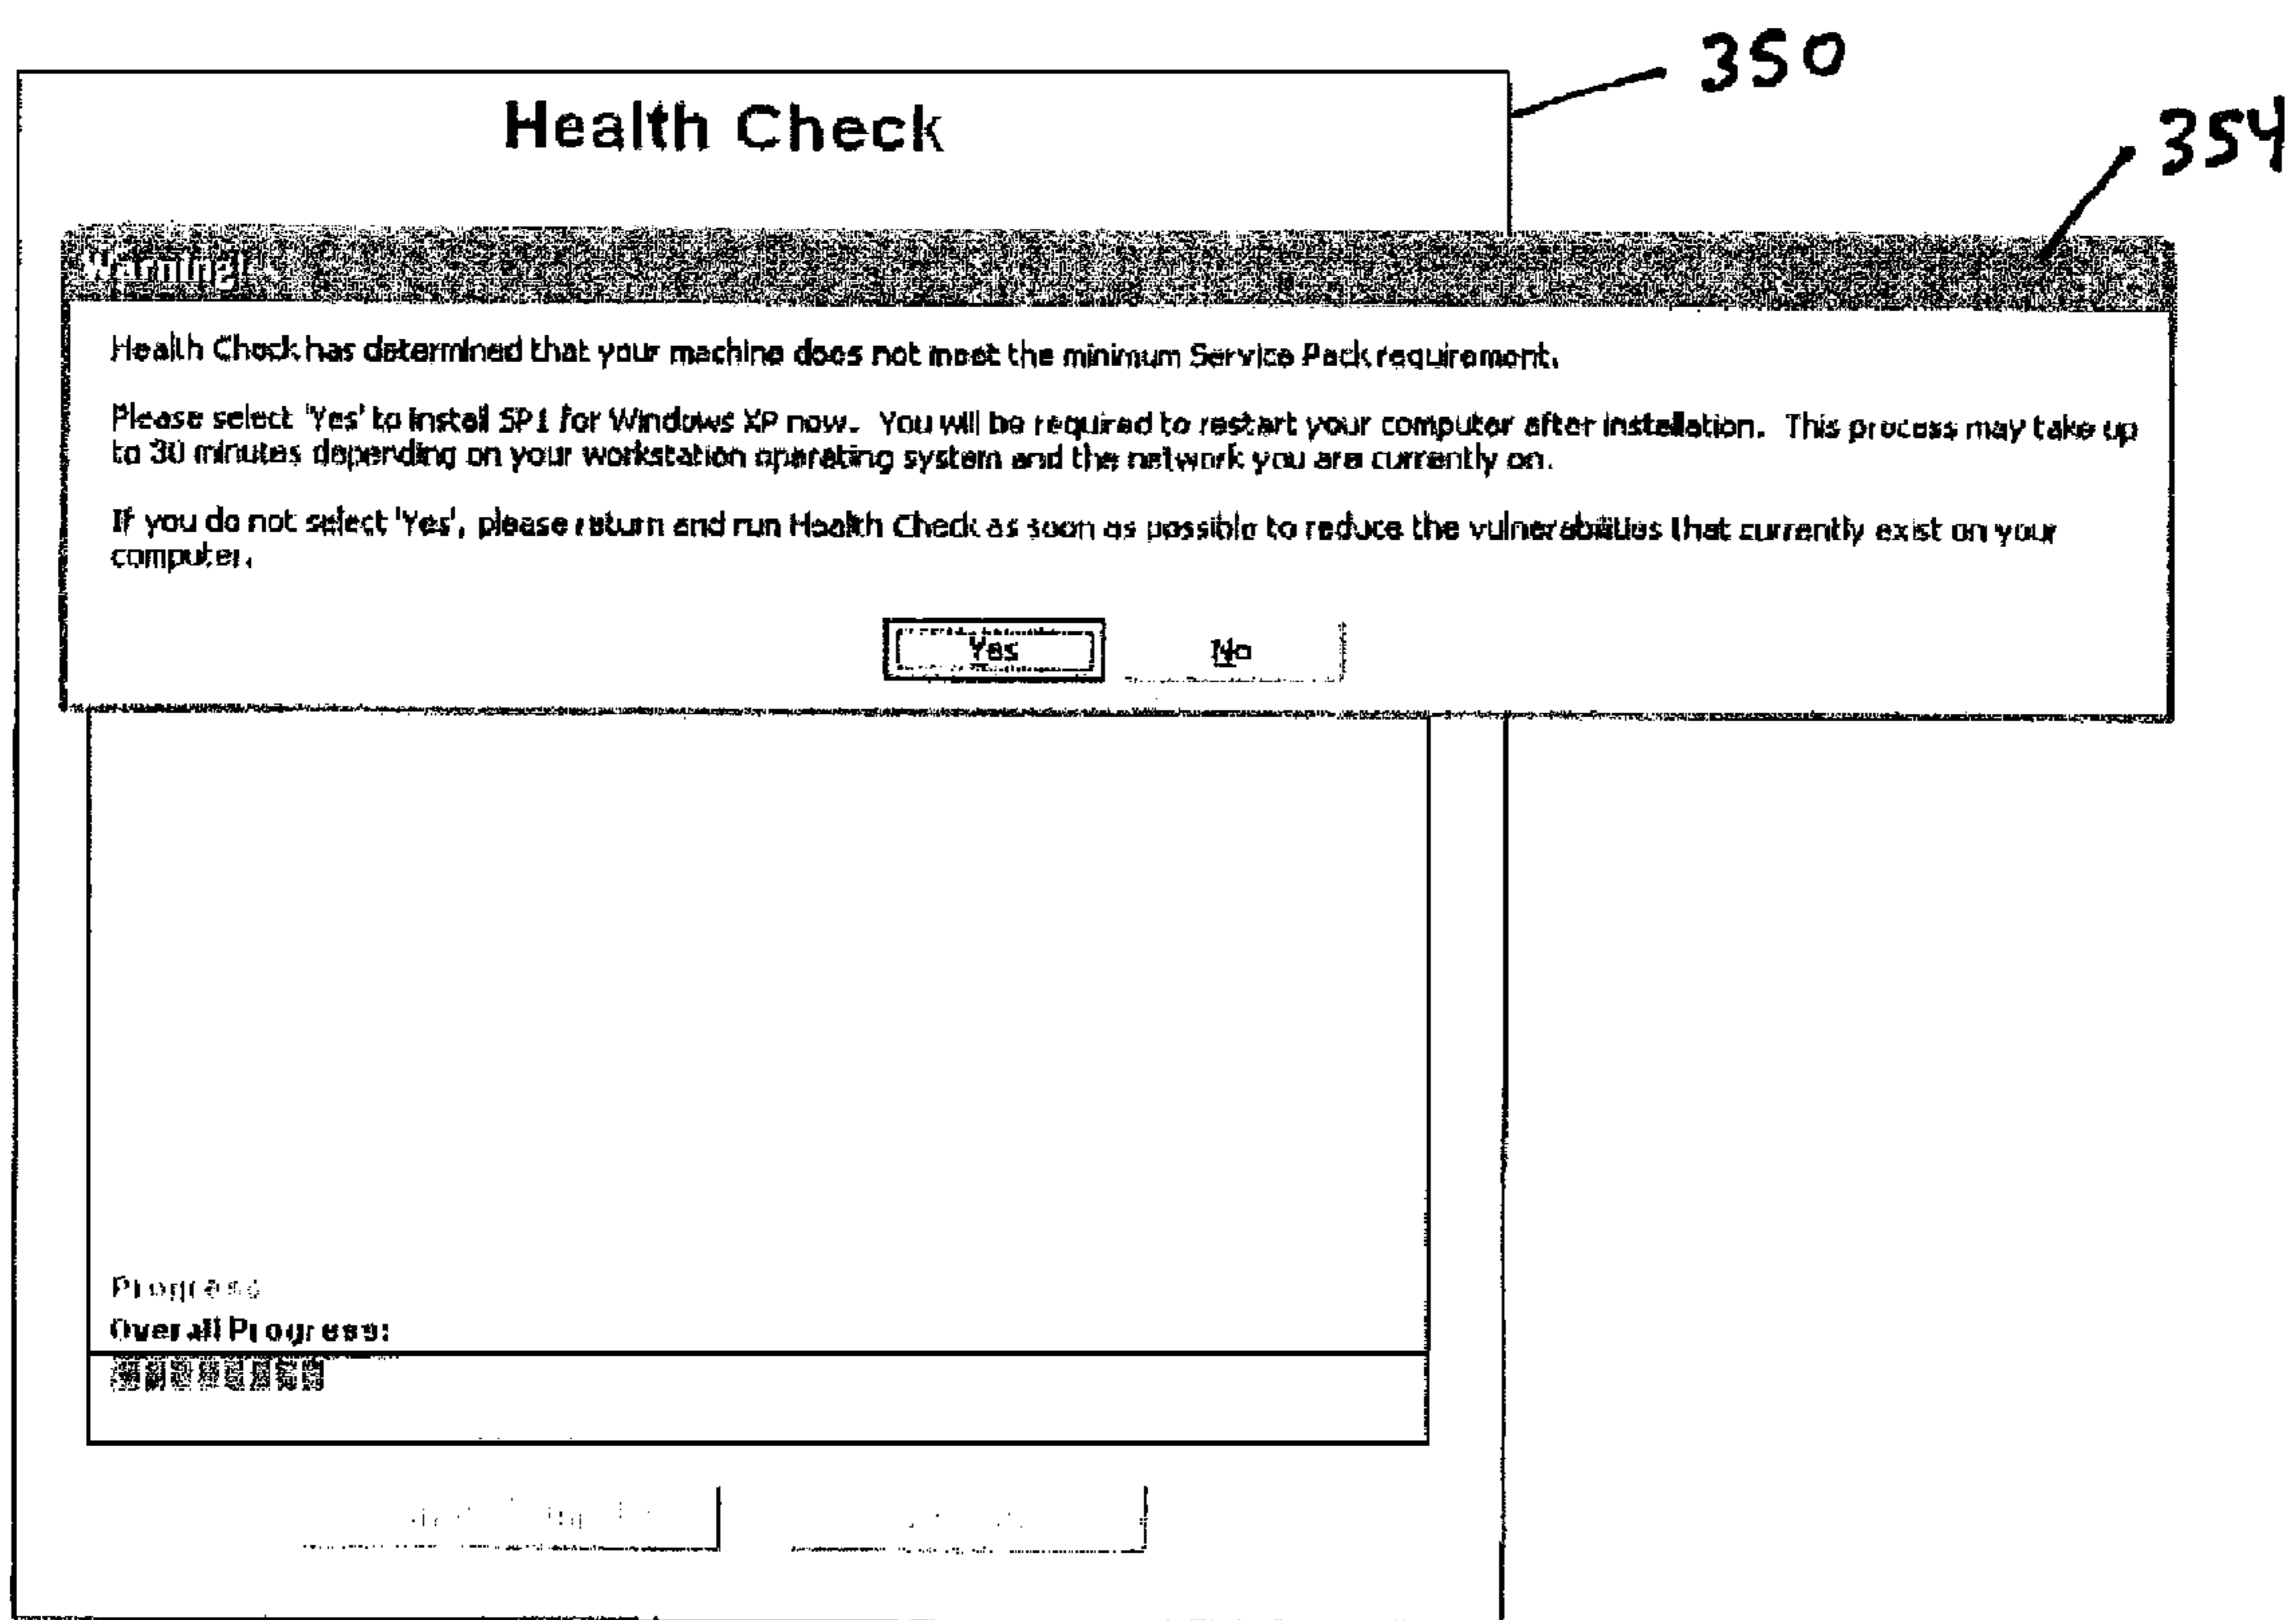 350
Health Check
354
Warning!
Health Check has determined that your machine does not meet the minimum Service Pack requirement.
Please select 'Yes' to install SP1 for Windows XP now. You will be required to restart your computer after installation. This process may take up
to 30 minutes depending on your workstation operating system and the network you are currently on.
If you do not select 'Yes', please return and run Health Check as soon as possible to reduce the vulnerabilities that currently exist on your
computer.
Yes No
Progress
Overall Progress: